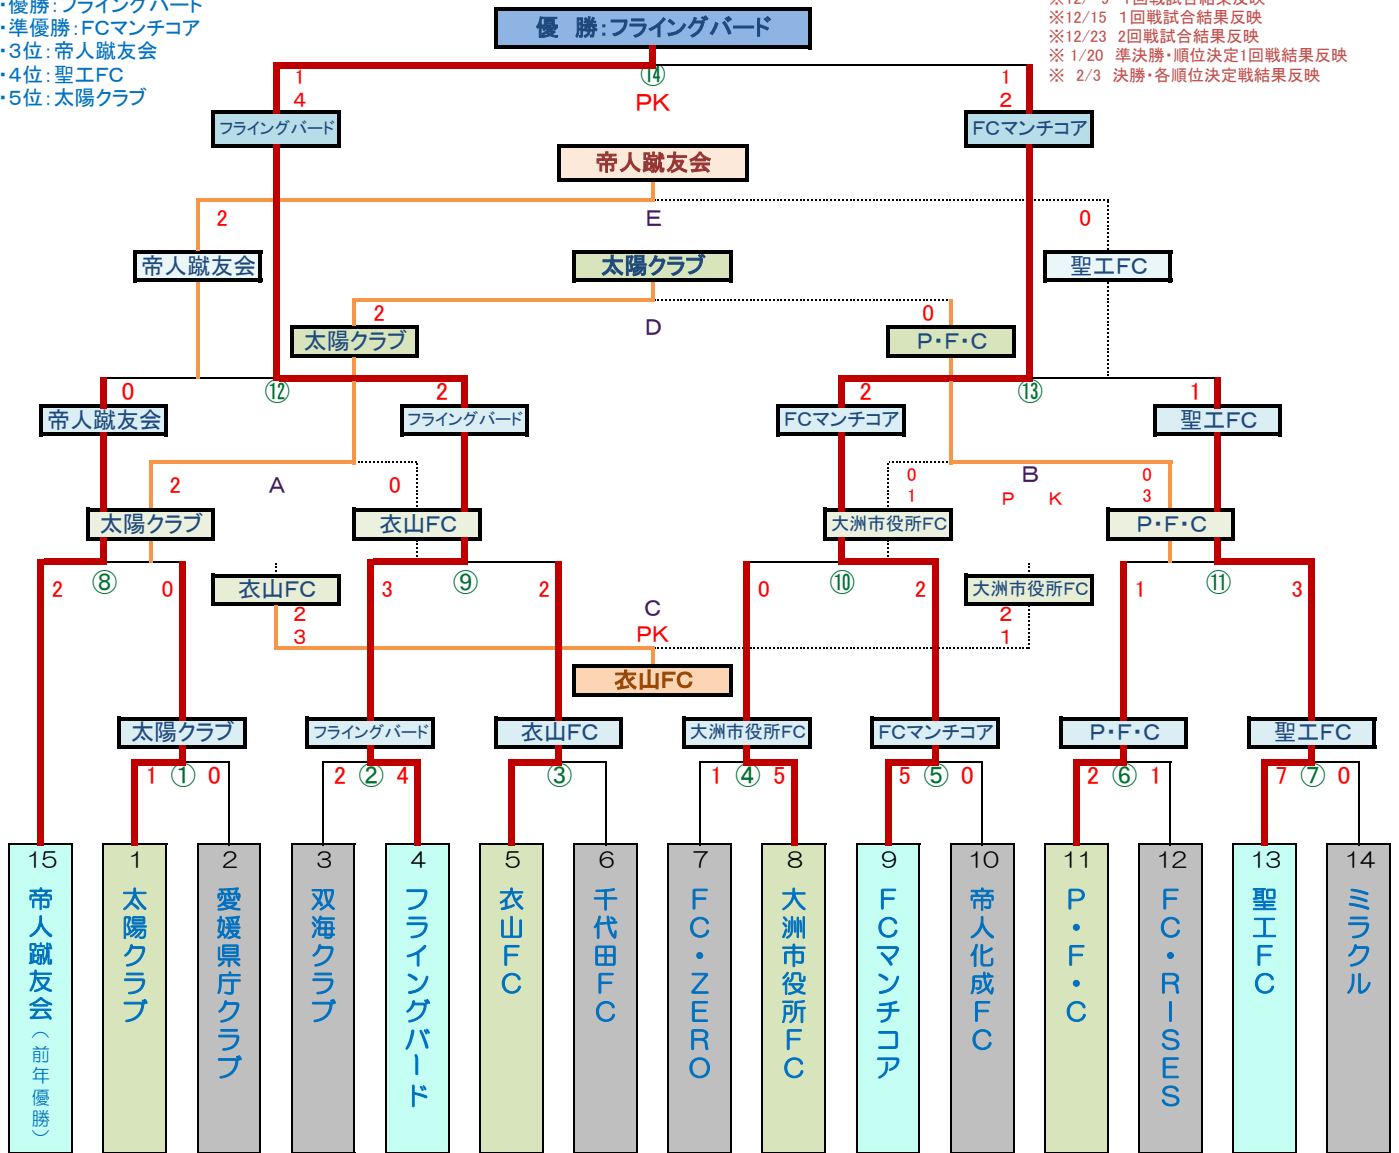 ・優勝：フライングバード
・準優勝：FCマンチコア
・3位：帝人蹴友会
・4位：聖工FC
・5位：太陽クラブ
優　勝：フライングバード
※12/15　1回戦試合結果反映
※12/23　2回戦試合結果反映
※ 1/20　準決勝・順位決定1回戦結果反映
※　2/3　決勝・各順位決定戦結果反映
1 ⑭ 1
4 PK 2
フライングバード FCマンチコア
帝人蹴友会
2 E 0
帝人蹴友会 太陽クラブ 聖工FC
2 D 0
太陽クラブ P・F・C
0 ⑫ 2 2 ⑬ 1
帝人蹴友会 フライングバード FCマンチコア 聖工FC
2 A 0 0 B 0
1 P K 3
太陽クラブ 衣山FC 大洲市役所FC P・F・C
2 ⑧ 0 3 ⑨ 2 0 ⑩ 2 1 ⑪ 3
衣山FC 大洲市役所FC
2 C 2
3 PK 1
衣山FC
太陽クラブ フライングバード 衣山FC 大洲市役所FC FCマンチコア P・F・C 聖工FC
1 ① 0 2 ② 4 ③ 1 ④ 5 5 ⑤ 0 2 ⑥ 1 7 ⑦ 0
15 帝人蹴友会（前年優勝）
1 太陽クラブ
2 愛媛県庁クラブ
3 双海クラブ
4 フライングバード
5 衣山FC
6 千代田FC
7 FC・ZERO
8 大洲市役所FC
9 FCマンチコア
10 帝人化成FC
11 P・F・C
12 FC・RISES
13 聖工FC
14 ミラクル